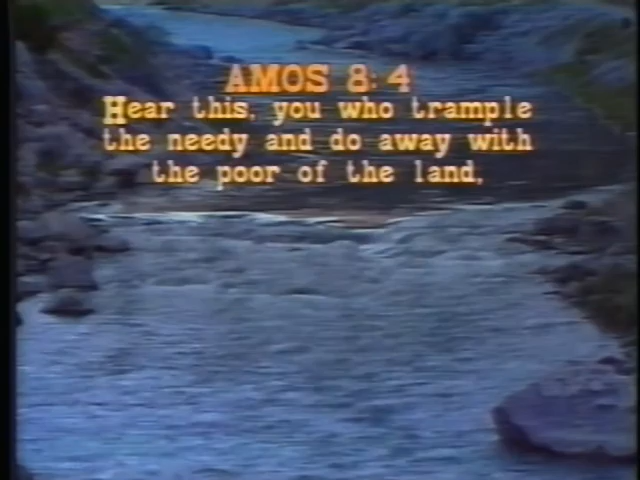 AMOS 8:4
Hear this, you who trample
the needy and do away with
the poor of the land,